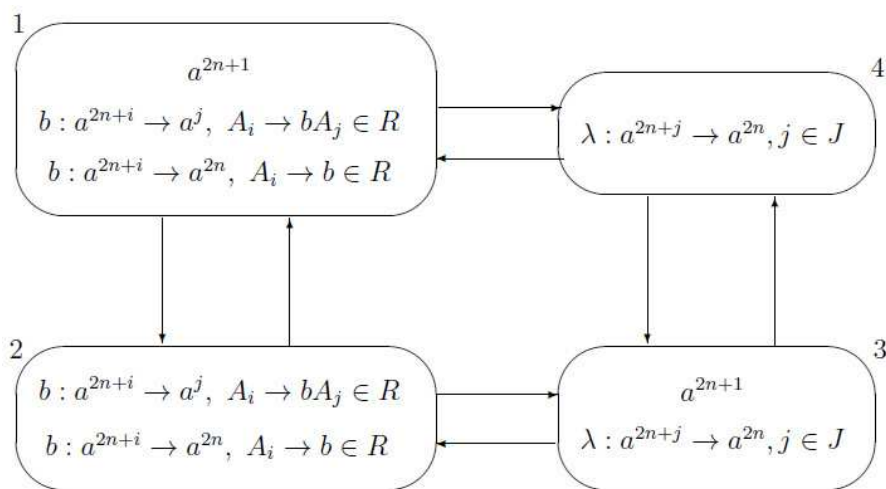 1
a^{2n+1}
b : a^{2n+i} → a^j, A_i → bA_j ∈ R
b : a^{2n+i} → a^{2n}, A_i → b ∈ R
4
λ : a^{2n+j} → a^{2n}, j ∈ J
2
b : a^{2n+i} → a^j, A_i → bA_j ∈ R
b : a^{2n+i} → a^{2n}, A_i → b ∈ R
3
a^{2n+1}
λ : a^{2n+j} → a^{2n}, j ∈ J